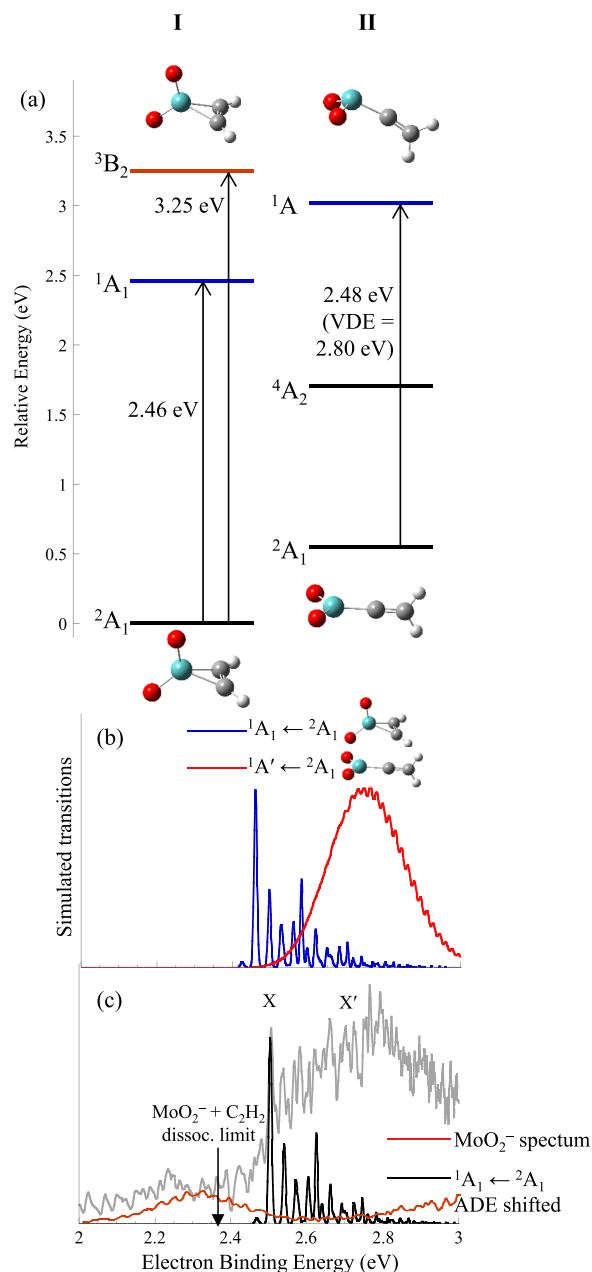 I II
(a)
3.5
³B₂
3.25 eV
¹A
3
¹A₁
2.5
2.48 eV
(VDE =
2.80 eV)
2
⁴A₂
1.5
2.46 eV
1
²A₁
0.5
²A₁
0
Relative Energy (eV)
(b)
¹A₁ ← ²A₁
¹A′ ← ²A₁
Simulated transitions
(c)
X X′
MoO₂⁻ + C₂H₂
dissoc. limit
MoO₂⁻ spectrum
¹A₁ ← ²A₁
ADE shifted
2 2.2 2.4 2.6 2.8 3
Electron Binding Energy (eV)